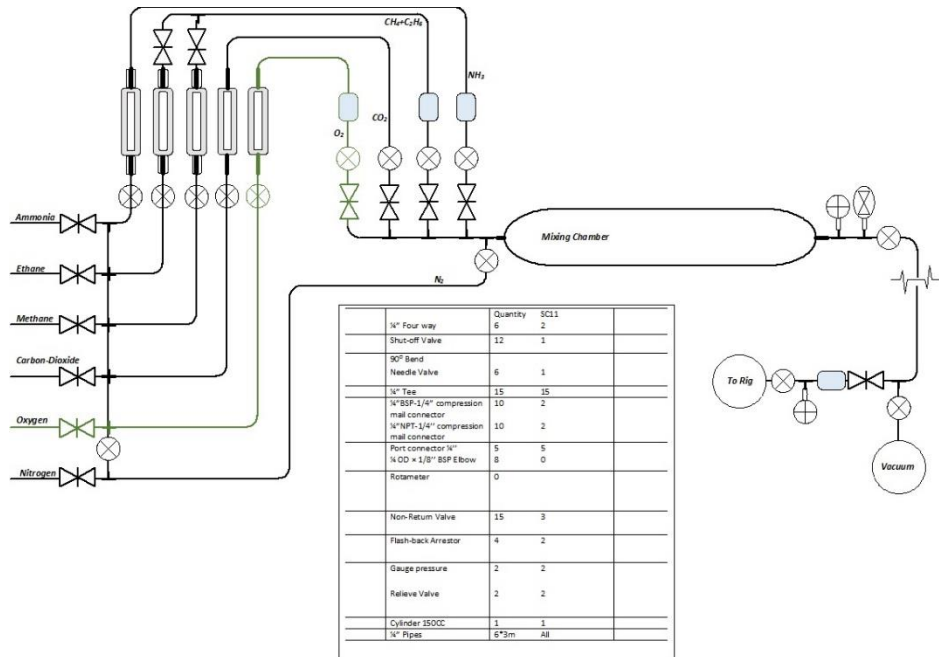 CH₄+C₂H₆
NH₃
CO₂
O₂
Ammonia
Ethane
Mixing Chamber
N₂
Methane
Carbon-Dioxide
Oxygen
Nitrogen
To Rig
Vacuum
Quantity SC11
¼" Four way 6 2
Shut-off Valve 12 1
90⁰ Bend
Needle Valve 6 1
¼" Tee 15 15
¼"BSP-1/4" compression 10 2
mail connector
¼"NPT-1/4" compression 10 2
mail connector
Port connector ¼" 5 5
¼ OD × 1/8" BSP Elbow 8 0
Rotameter 0
Non-Return Valve 15 3
Flash-back Arrestor 4 2
Gauge pressure 2 2
Relieve Valve 2 2
Cylinder 150CC 1 1
¼" Pipes 6*3m All